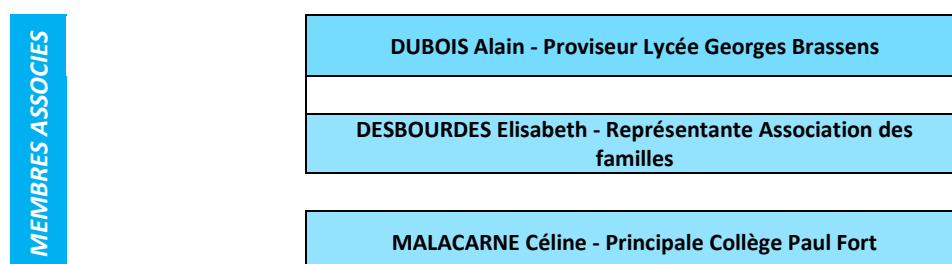 MEMBRES ASSOCIES
DUBOIS Alain - Proviseur Lycée Georges Brassens
DESBOURDES Elisabeth - Représentante Association des
familles
MALACARNE Céline - Principale Collège Paul Fort